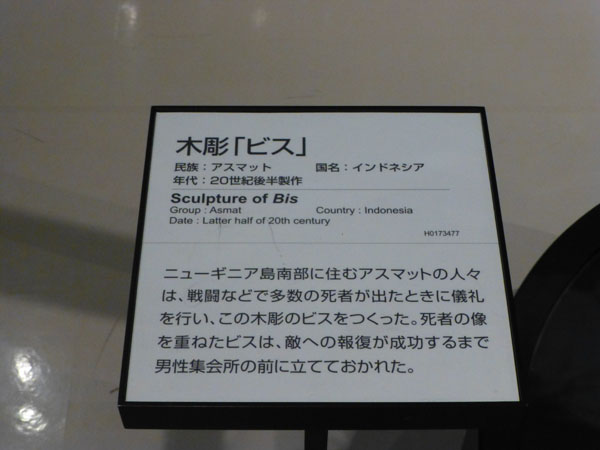 木彫「ビス」
民族：アスマット 国名：インドネシア
年代：20世紀後半製作
Sculpture of Bis
Group : Asmat Country : Indonesia
Date : Latter half of 20th century
H0173477
ニューギニア島南部に住むアスマットの人々
は、戦闘などで多数の死者が出たときに儀礼
を行い、この木彫のビスをつくった。死者の像
を重ねたビスは、敵への報復が成功するまで
男性集会所の前に立てておかれた。